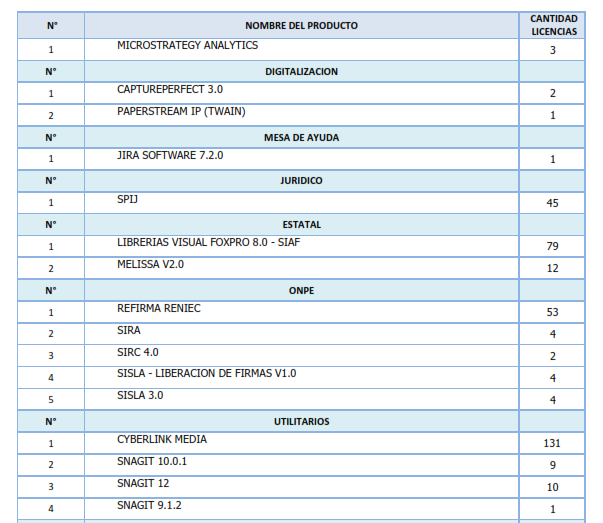 N° NOMBRE DEL PRODUCTO CANTIDAD LICENCIAS
1 MICROSTRATEGY ANALYTICS 3
N° DIGITALIZACION
1 CAPTUREPERFECT 3.0 2
2 PAPERSTREAM IP (TWAIN) 1
N° MESA DE AYUDA
1 JIRA SOFTWARE 7.2.0 1
N° JURIDICO
1 SPIJ 45
N° ESTATAL
1 LIBRERIAS VISUAL FOXPRO 8.0 - SIAF 79
2 MELISSA V2.0 12
N° ONPE
1 REFIRMA RENIEC 53
2 SIRA 4
3 SIRC 4.0 2
4 SISLA - LIBERACION DE FIRMAS V1.0 4
5 SISLA 3.0 4
N° UTILITARIOS
1 CYBERLINK MEDIA 131
2 SNAGIT 10.0.1 9
3 SNAGIT 12 10
4 SNAGIT 9.1.2 1